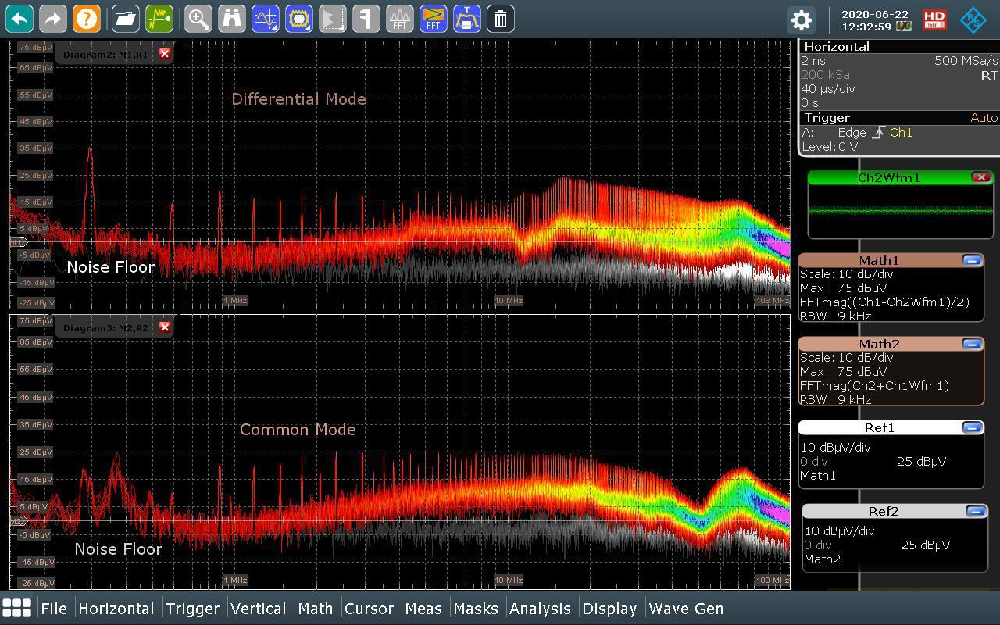 FFT
FFT
T
2020-06-22
12:32:59
HD
16bit
R&S
Diagram2: M1,R1
75 dBµV
65 dBµV
55 dBµV
45 dBµV
35 dBµV
25 dBµV
15 dBµV
5 dBµV
M1
-5 dBµV
-15 dBµV
-25 dBµV
Differential Mode
Noise Floor
1 MHz
10 MHz
108 MHz
Diagram3: M2,R2
75 dBµV
65 dBµV
55 dBµV
45 dBµV
35 dBµV
25 dBµV
15 dBµV
5 dBµV
M2
-5 dBµV
-15 dBµV
-25 dBµV
Common Mode
Noise Floor
1 MHz
10 MHz
108 MHz
Horizontal
2 ns 500 MSa/s
200 kSa RT
40 µs/div
0 s
Trigger Auto
A: Edge Ch1
Level: 0 V
Ch2Wfm1
Math1
Scale: 10 dB/div
Max: 75 dBµV
FFTmag((Ch1-Ch2Wfm1)/2)
RBW: 9 kHz
Math2
Scale: 10 dB/div
Max: 75 dBµV
FFTmag(Ch2+Ch1Wfm1)
RBW: 9 kHz
Ref1
10 dBµV/div
0 div 25 dBµV
Math1
Ref2
10 dBµV/div
0 div 25 dBµV
Math2
File Horizontal Trigger Vertical Math Cursor Meas Masks Analysis Display Wave Gen